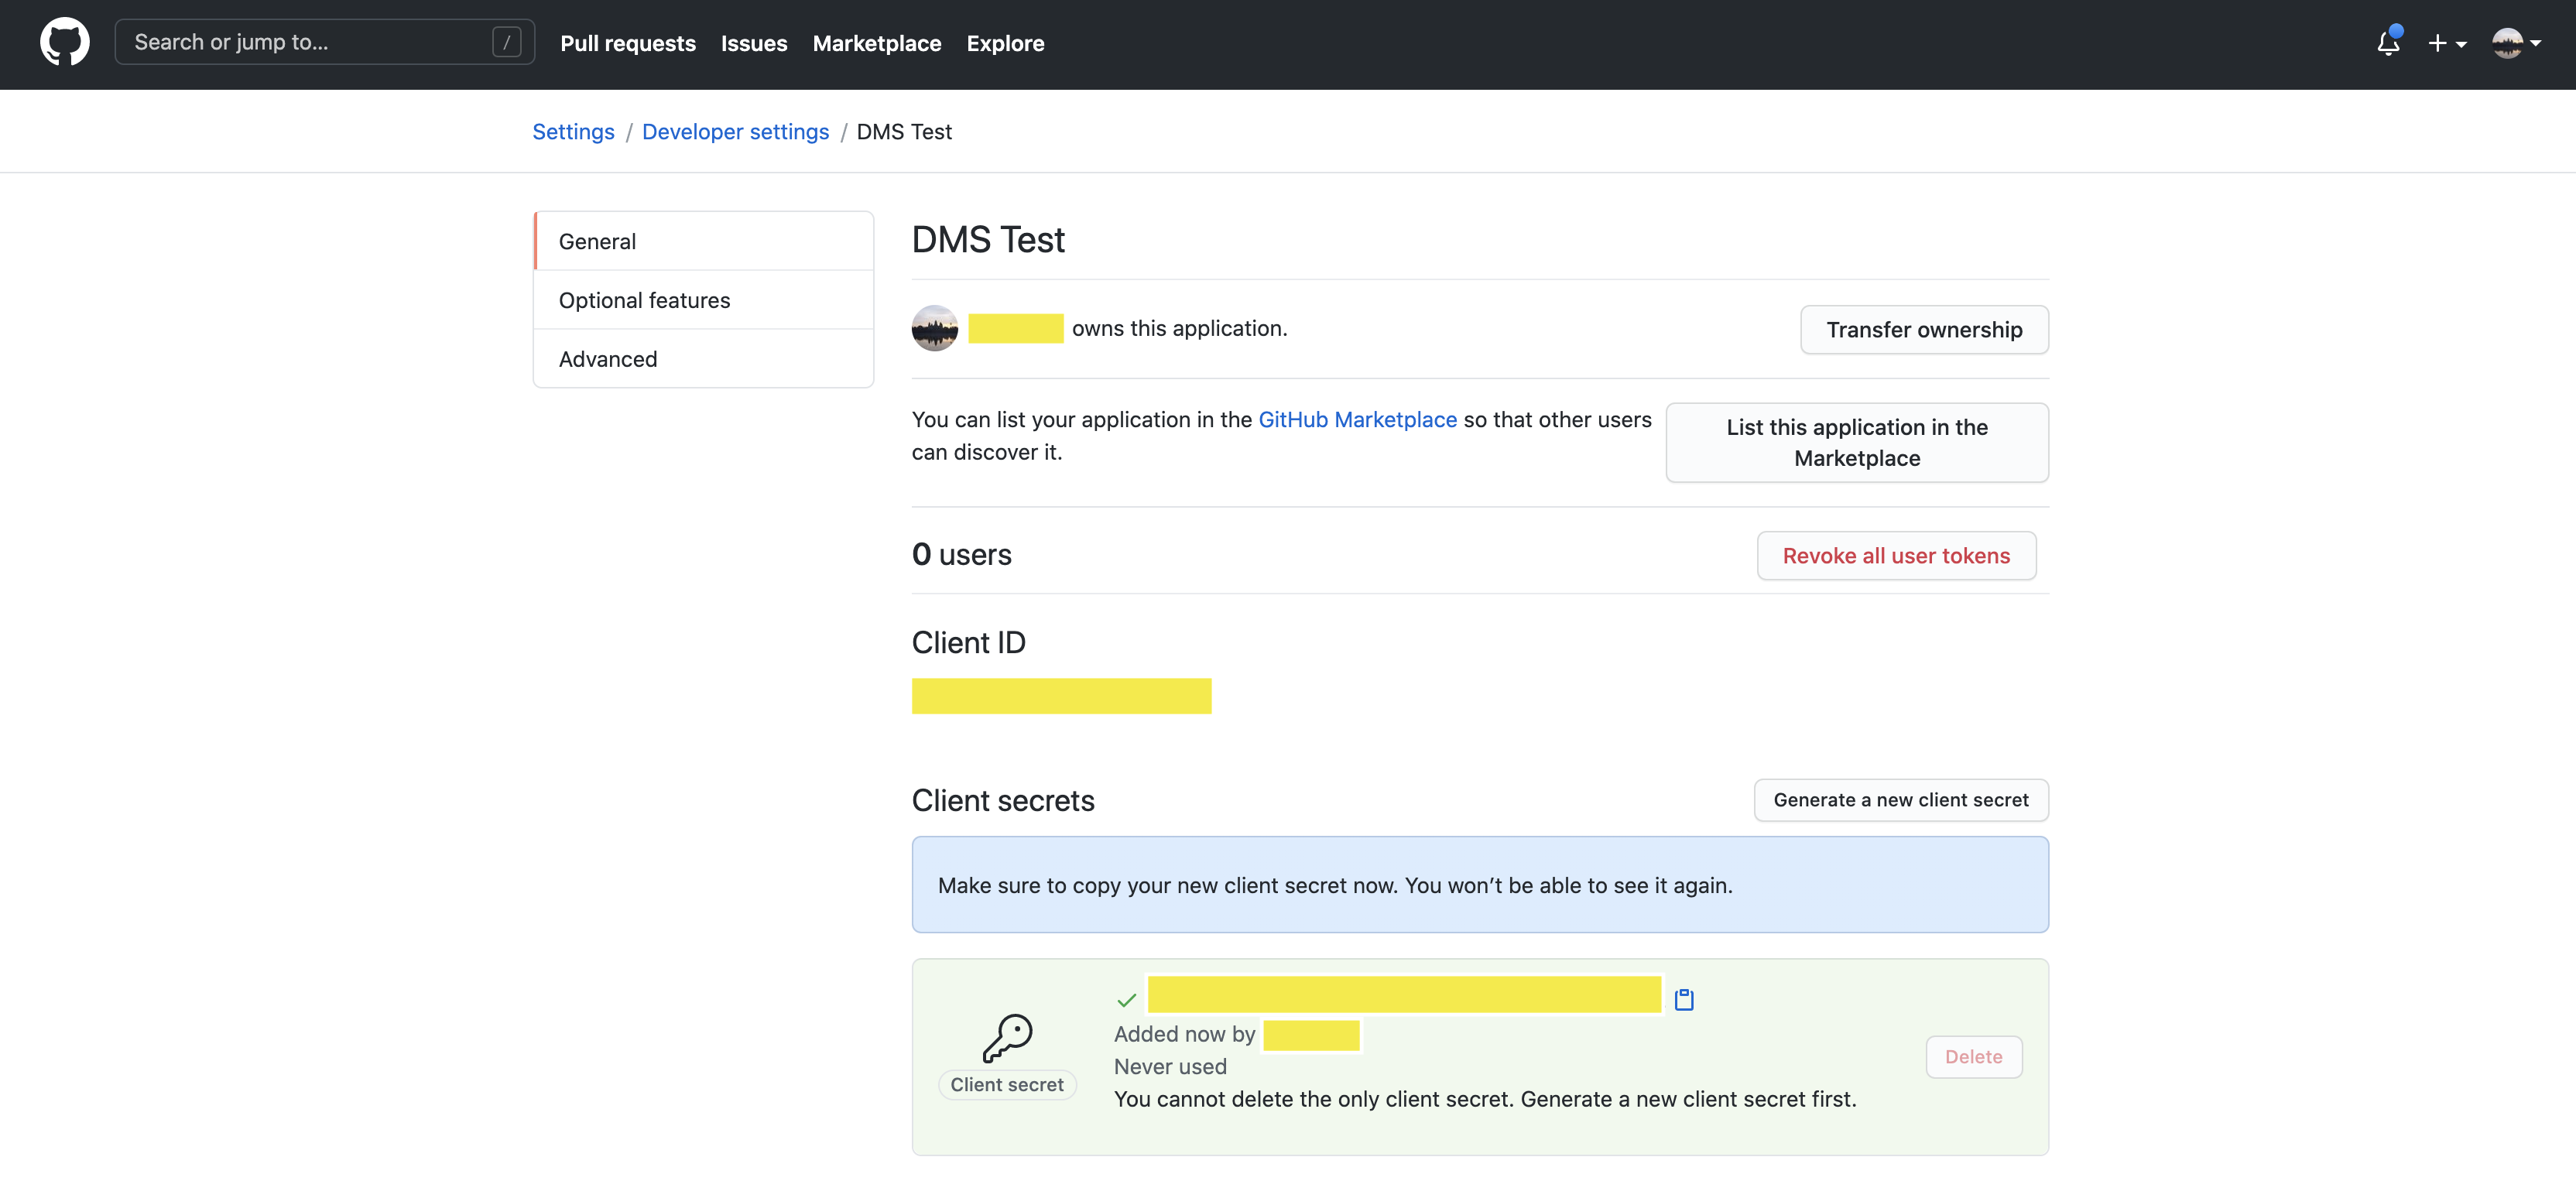 Search or jump to... /
Pull requests Issues Marketplace Explore
Settings / Developer settings / DMS Test
General
Optional features
Advanced
DMS Test
owns this application.
Transfer ownership
You can list your application in the GitHub Marketplace so that other users
can discover it.
List this application in the
Marketplace
0 users
Revoke all user tokens
Client ID
Client secrets
Generate a new client secret
Make sure to copy your new client secret now. You won’t be able to see it again.
Client secret
Added now by
Never used
You cannot delete the only client secret. Generate a new client secret first.
Delete